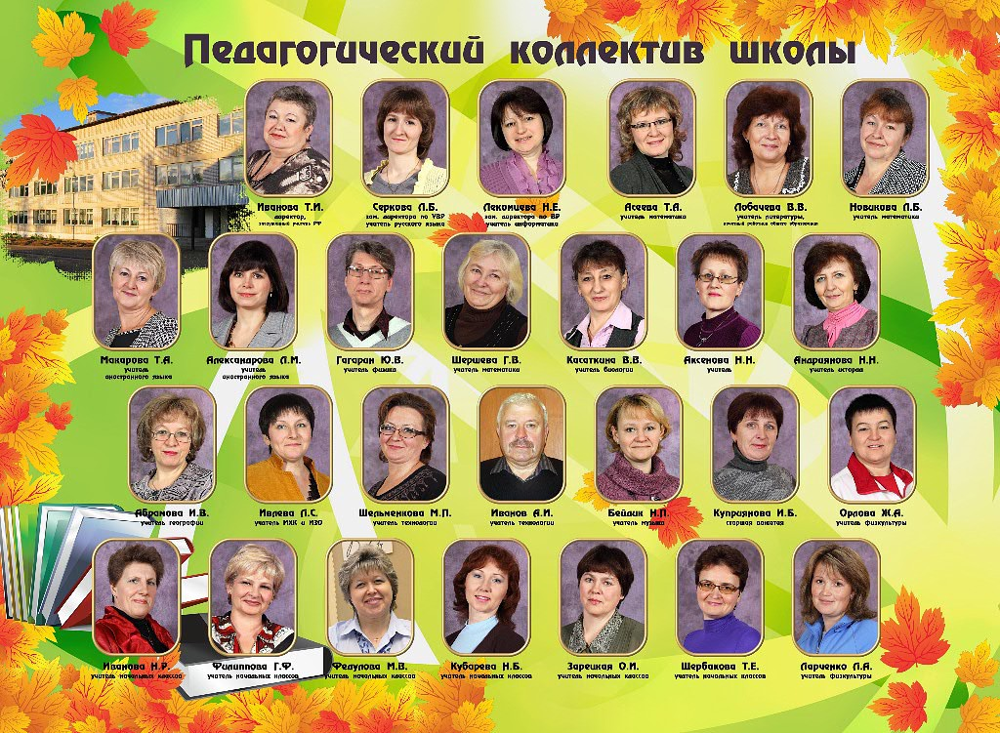 Педагогический коллектив школы
Иванова Т.И.
директор,
заслуженный учитель РФ
Серкова Л.Б.
зам. директора по УВР
учитель русского языка
Лекомцева Н.Е.
зам. директора по ВР
учитель информатики
Асеева Т.А.
учитель математики
Лобачева В.В.
учитель литературы,
почетный работник общего образования
Новикова Л.Б.
учитель математики
Макарова Т.А.
учитель
иностранного языка
Александрова Л.М.
учитель
иностранного языка
Гагаран Ю.В.
учитель физики
Шершева Г.В.
учитель математики
Касаткина В.В.
учитель биологии
Аксенова Н.Н.
учитель
Андриянова Н.Н.
учитель истории
Абрамова И.В.
учитель географии
Ивлева Л.С.
учитель МХК и ИЗО
Шельменкова М.П.
учитель технологии
Иванов А.И.
учитель технологии
Бейдик Н.П.
учитель музыки
Куприянова И.Б.
старшая вожатая
Орлова Ж.А.
учитель физкультуры
Иванова Н.Р.
учитель начальных классов
Филиппова Г.Ф.
учитель начальных классов
Федулова М.В.
учитель начальных классов
Кубарева Н.Б.
учитель начальных классов
Зарецкая О.И.
учитель начальных классов
Щербакова Т.Е.
учитель начальных классов
Ларченко Л.А.
учитель физкультуры